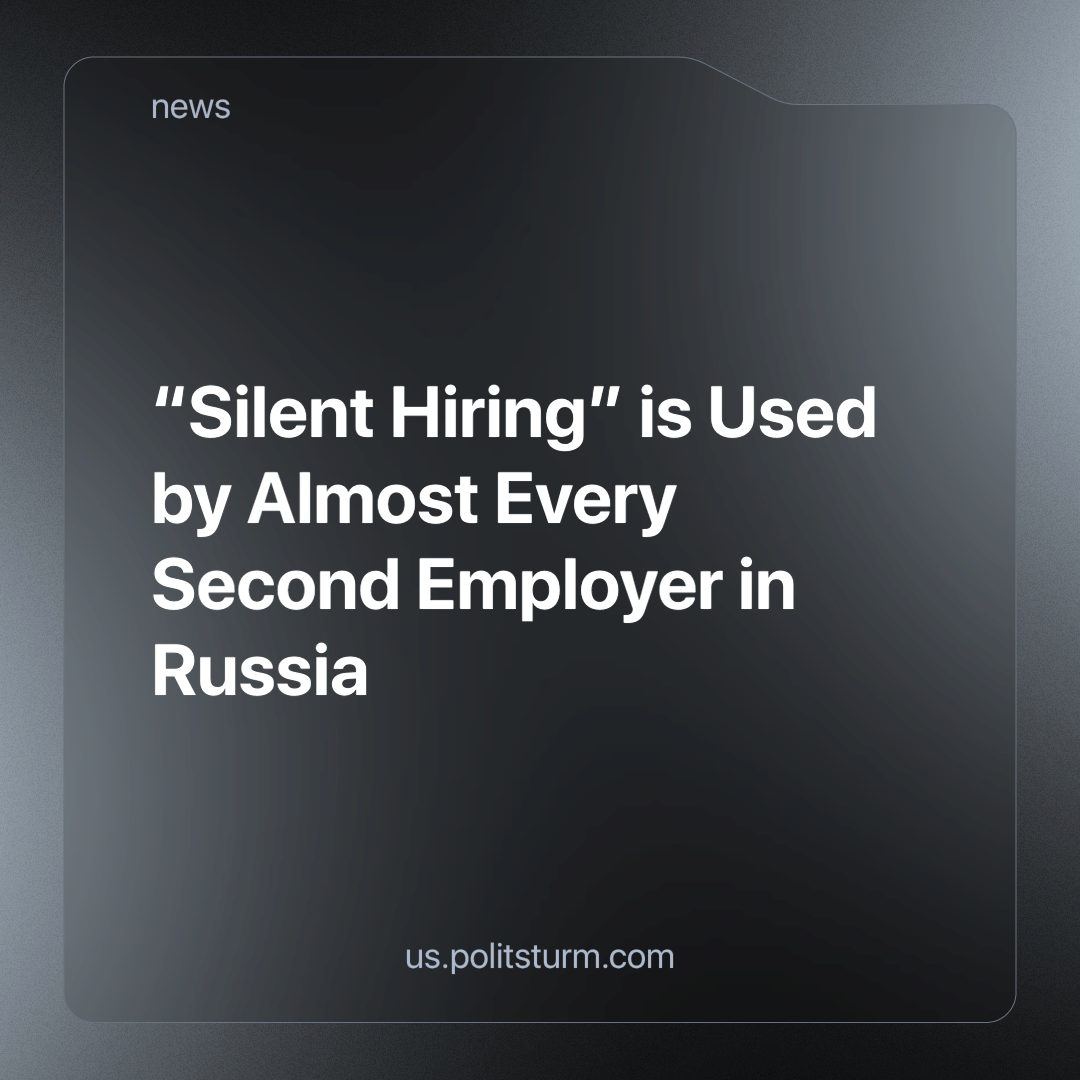 news
“Silent Hiring” is Used
by Almost Every
Second Employer in
Russia
us.politsturm.com